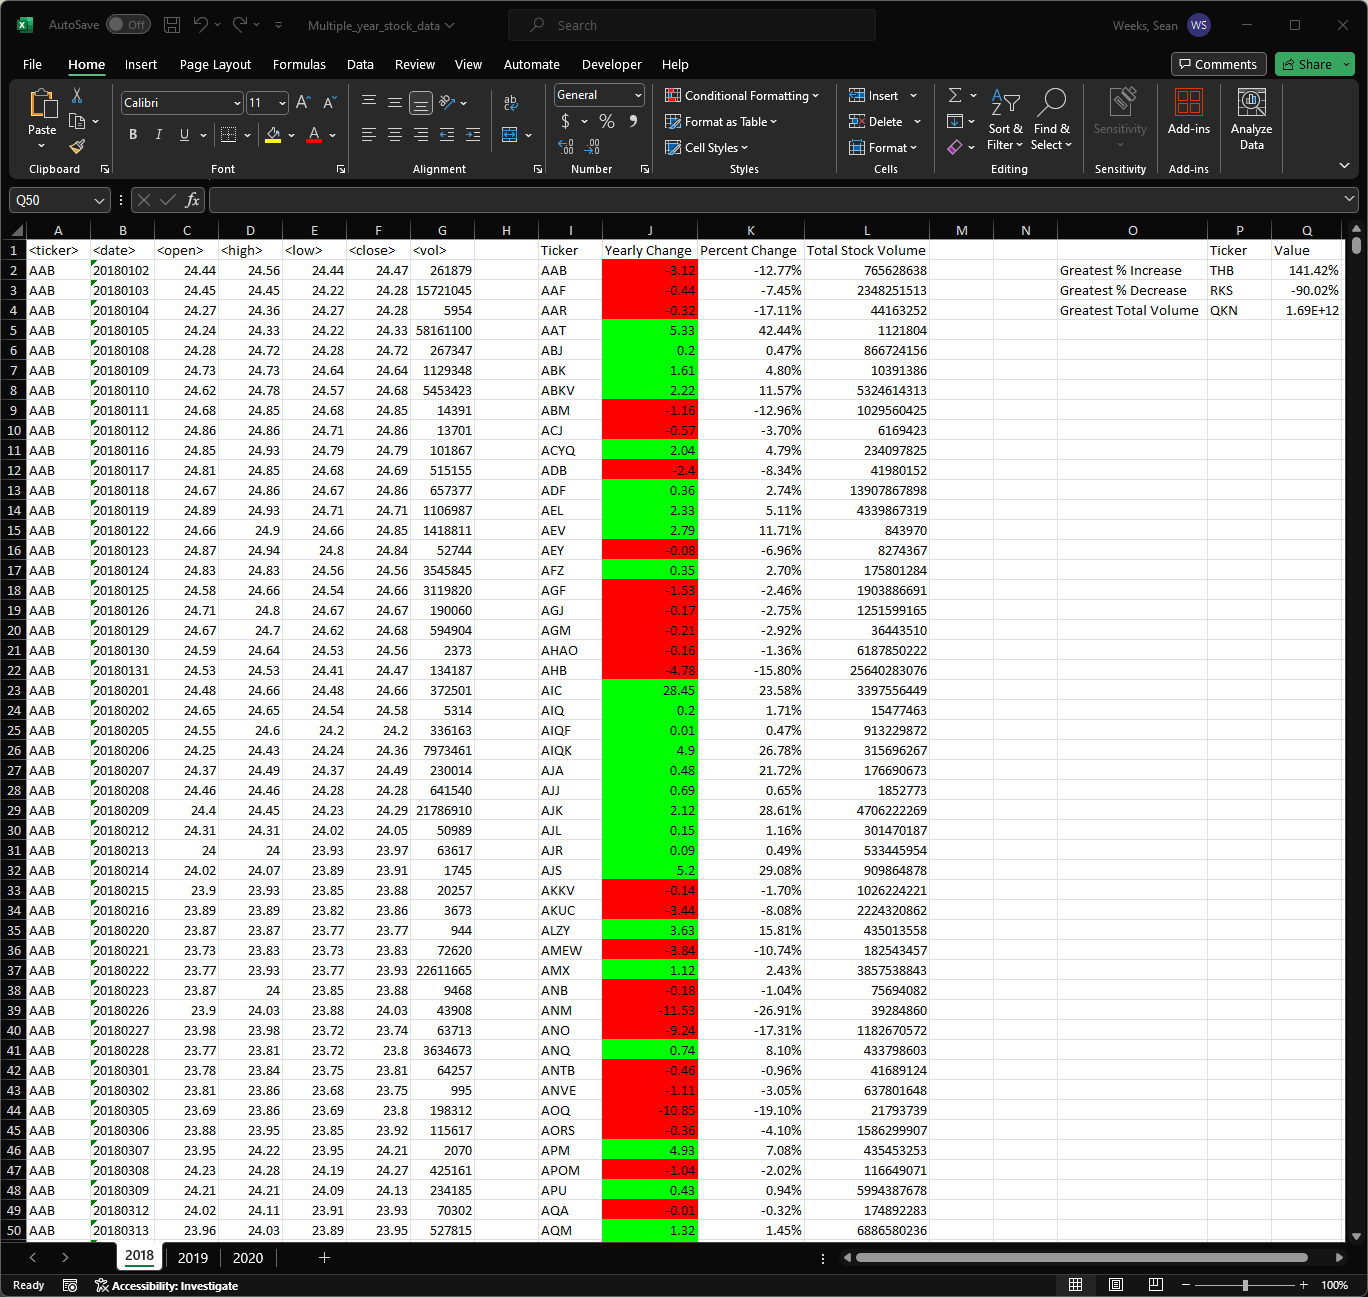 AutoSave Off Multiple_year_stock_data Search Weeks, Sean WS
File Home Insert Page Layout Formulas Data Review View Automate Developer Help Comments Share
Paste Calibri 11 General Conditional Formatting Format as Table Cell Styles Insert Delete Format Sort & Filter Find & Select Sensitivity Add-ins Analyze Data
Clipboard Font Alignment Number Styles Cells Editing Sensitivity Add-ins
Q50 fx
A B C D E F G H I J K L M N O P Q
1 <ticker> <date> <open> <high> <low> <close> <vol> Ticker Yearly Change Percent Change Total Stock Volume Ticker Value
2 AAB 20180102 24.44 24.56 24.44 24.47 261879 AAB -3.12 -12.77% 765628638 Greatest % Increase THB 141.42%
3 AAB 20180103 24.45 24.45 24.22 24.28 15721045 AAF -0.44 -7.45% 2348251513 Greatest % Decrease RKS -90.02%
4 AAB 20180104 24.36 24.36 24.27 24.28 5954 AAR -0.32 -17.11% 44163252 Greatest Total Volume QKN 1.69E+12
5 AAB 20180105 24.24 24.33 24.22 24.33 58161100 AAT 5.33 42.44% 1121804
6 AAB 20180108 24.28 24.72 24.28 24.72 267347 ABJ 0.2 0.47% 866724156
7 AAB 20180109 24.73 24.73 24.64 24.64 1129348 ABK 1.61 4.80% 10391386
8 AAB 20180110 24.62 24.78 24.57 24.68 5453423 ABKV 2.22 11.57% 5324614313
9 AAB 20180111 24.68 24.85 24.68 24.85 14391 ABM -1.16 -12.96% 1029560425
10 AAB 20180112 24.86 24.86 24.71 24.86 13701 ACJ -0.57 -3.70% 6169423
11 AAB 20180116 24.85 24.93 24.79 24.79 101867 ACYQ 2.04 4.79% 234097825
12 AAB 20180117 24.81 24.85 24.68 24.69 515155 ADB -2.4 -8.34% 41980152
13 AAB 20180118 24.67 24.86 24.67 24.86 657377 ADF 0.36 2.74% 13907867898
14 AAB 20180119 24.89 24.93 24.71 24.71 1106987 AEL 2.33 5.11% 4339867319
15 AAB 20180122 24.66 24.9 24.66 24.85 1418811 AEV 2.79 11.71% 843970
16 AAB 20180123 24.87 24.94 24.8 24.84 52744 AEY -0.08 -6.96% 8274367
17 AAB 20180124 24.83 24.83 24.56 24.56 3545845 AFZ 0.35 2.70% 175801284
18 AAB 20180125 24.58 24.66 24.54 24.66 3119820 AGF -1.53 -2.46% 1903886691
19 AAB 20180126 24.71 24.8 24.67 24.67 190060 AGJ -0.17 -2.75% 1251599165
20 AAB 20180129 24.67 24.7 24.62 24.68 594904 AGM -0.21 -2.92% 36443510
21 AAB 20180130 24.59 24.64 24.53 24.56 2373 AHAO -0.16 -1.36% 6187850222
22 AAB 20180131 24.53 24.53 24.41 24.47 134187 AHB -4.78 -15.80% 25640283076
23 AAB 20180201 24.48 24.66 24.48 24.66 372501 AIC 28.45 23.58% 3397556449
24 AAB 20180202 24.65 24.65 24.54 24.58 5314 AIQ 0.2 1.71% 15477463
25 AAB 20180205 24.55 24.6 24.2 24.2 336163 AIQF 0.01 0.47% 913229872
26 AAB 20180206 24.25 24.43 24.24 24.36 7973461 AIQK 4.9 26.78% 315696267
27 AAB 20180207 24.37 24.49 24.37 24.49 230014 AJA 0.48 21.72% 176690673
28 AAB 20180208 24.46 24.46 24.28 24.28 641540 AJJ 0.69 0.65% 1852773
29 AAB 20180209 24.4 24.45 24.23 24.29 21786910 AJK 2.12 28.61% 4706222269
30 AAB 20180212 24.31 24.31 24.02 24.05 50989 AJL 0.15 1.16% 301470187
31 AAB 20180213 24 24 23.93 23.97 63617 AJR 0.09 0.49% 533445954
32 AAB 20180214 24.02 24.07 23.89 23.91 1745 AJS 5.2 29.08% 909864878
33 AAB 20180215 23.9 23.93 23.85 23.88 20257 AKKV -0.14 -1.70% 1026224221
34 AAB 20180216 23.89 23.89 23.82 23.86 3673 AKUC -3.44 -8.08% 2224320862
35 AAB 20180220 23.87 23.87 23.77 23.77 944 ALZY 3.63 15.81% 435013558
36 AAB 20180221 23.73 23.83 23.73 23.83 72620 AMEW -3.84 -10.74% 182543457
37 AAB 20180222 23.77 23.93 23.77 23.93 22611665 AMX 1.12 2.43% 3857538843
38 AAB 20180223 23.87 24 23.85 23.88 9468 ANB -0.18 -1.04% 75694082
39 AAB 20180226 23.9 24.03 23.88 24.03 43908 ANM -11.53 -26.91% 39284860
40 AAB 20180227 23.98 23.98 23.72 23.74 63713 ANO -9.24 -17.31% 1182670572
41 AAB 20180228 23.77 23.81 23.72 23.8 3634673 ANQ 0.74 8.10% 433798603
42 AAB 20180301 23.78 23.84 23.75 23.81 64257 ANTB -0.46 -0.96% 41689124
43 AAB 20180302 23.81 23.86 23.68 23.75 995 ANVE -1.11 -3.05% 637801648
44 AAB 20180305 23.69 23.86 23.69 23.8 198312 AOQ -10.85 -19.10% 21793739
45 AAB 20180306 23.88 23.95 23.85 23.92 115617 AORS -0.36 -4.10% 1586299907
46 AAB 20180307 23.95 24.22 23.95 24.21 2070 APM 4.93 7.08% 435453253
47 AAB 20180308 24.23 24.28 24.19 24.27 425161 APOM -1.04 -2.02% 116649071
48 AAB 20180309 24.21 24.21 24.09 24.13 234185 APU 0.43 0.94% 5994387678
49 AAB 20180312 24.02 24.11 23.91 23.93 70302 AQA -0.01 -0.32% 174892283
50 AAB 20180313 23.96 24.03 23.89 23.95 527815 AQM 1.32 1.45% 6886580236
2018 2019 2020
Ready Accessibility: Investigate 100%